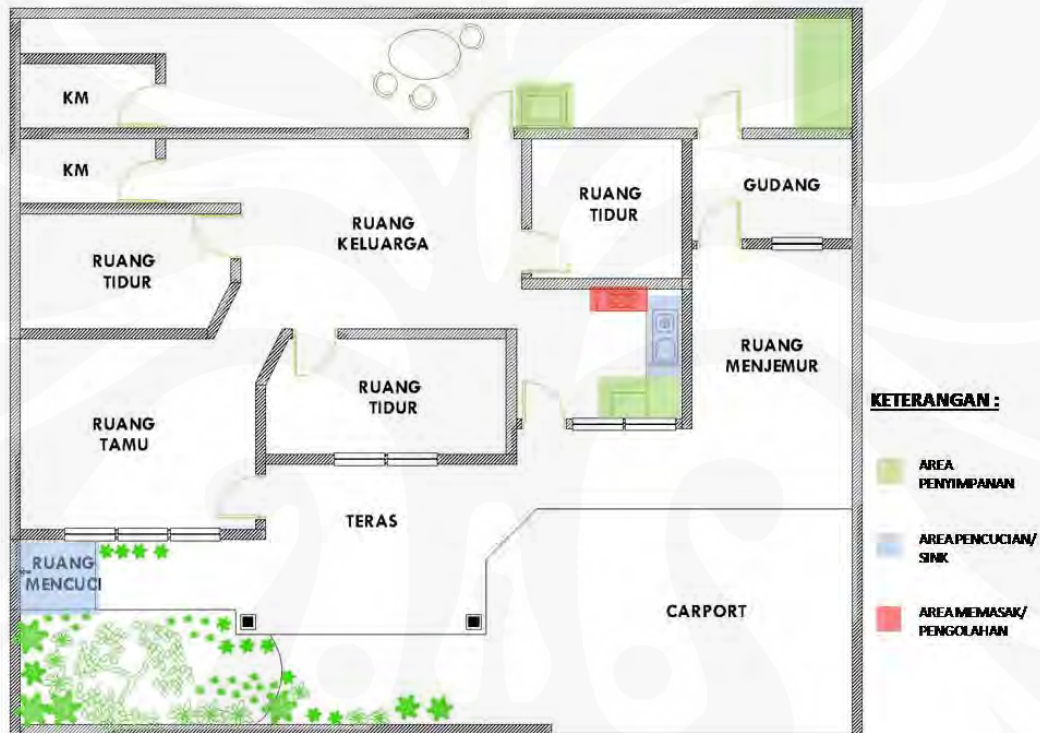 KM
KM
RUANG
KELUARGA
RUANG
TIDUR
GUDANG
RUANG
TIDUR
RUANG
TAMU
RUANG
TIDUR
RUANG
MENJEMUR
TERAS
RUANG
MENCUCI
CARPORT
KETERANGAN :
AREA
PENYIMPANAN
AREA PENCUCIAN/
SINK
AREA MEMASAK/
PENGOLAHAN